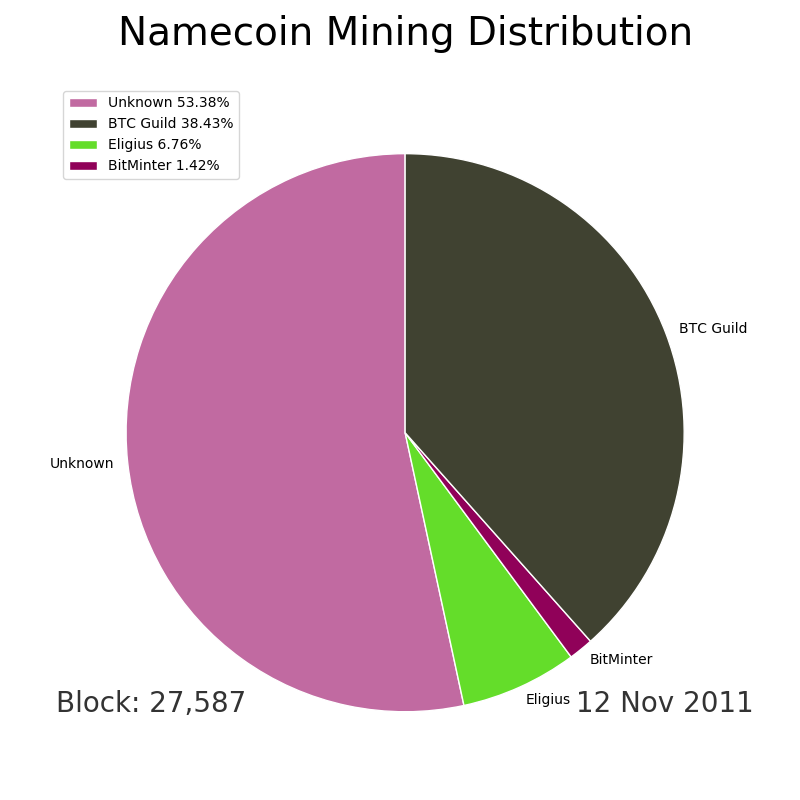 Namecoin Mining Distribution
Unknown 53.38%
BTC Guild 38.43%
Eligius 6.76%
BitMinter 1.42%
BTC Guild
Unknown
BitMinter
Eligius
Block: 27,587
12 Nov 2011